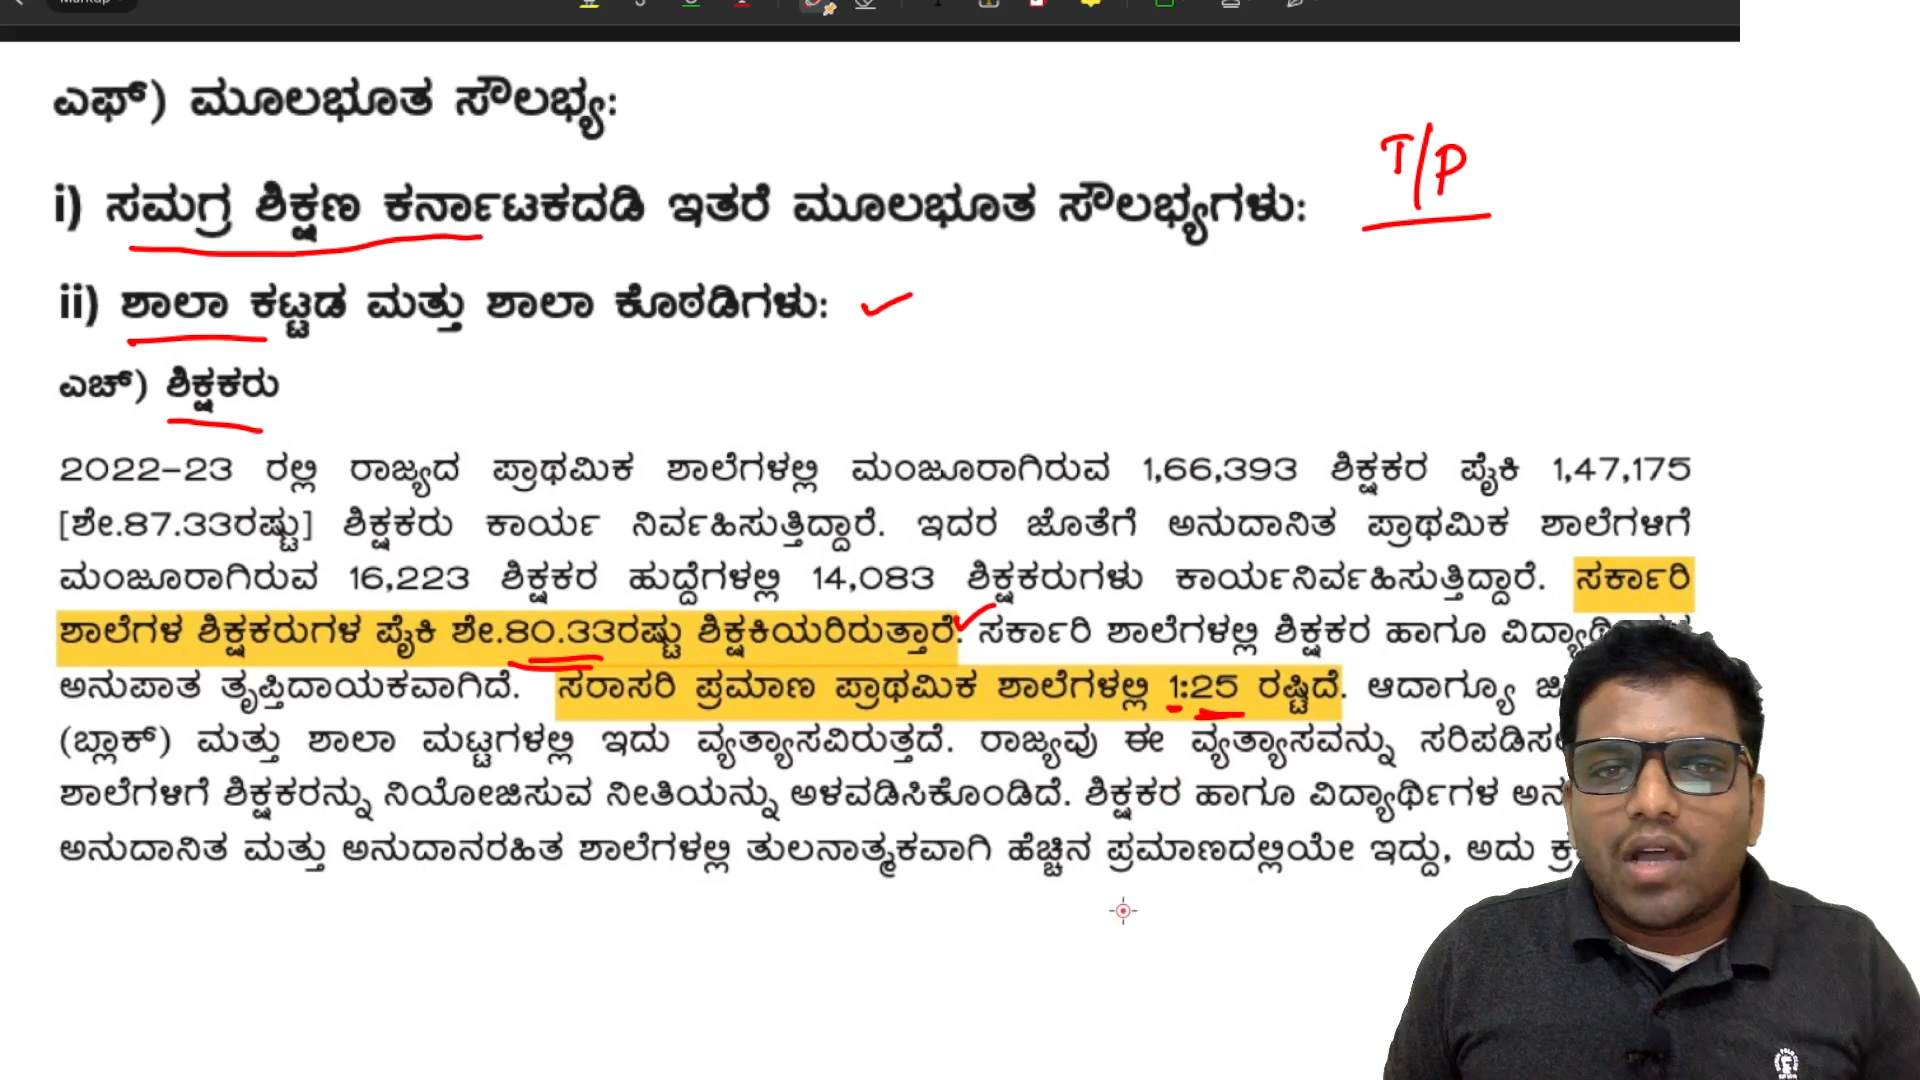 ಎಫ್) ಮೂಲಭೂತ ಸೌಲಭ್ಯ:
T/P
i) ಸಮಗ್ರ ಶಿಕ್ಷಣ ಕರ್ನಾಟಕದಡಿ ಇತರೆ ಮೂಲಭೂತ ಸೌಲಭ್ಯಗಳು:
ii) ಶಾಲಾ ಕಟ್ಟಡ ಮತ್ತು ಶಾಲಾ ಕೊಠಡಿಗಳು:
ಎಚ್) ಶಿಕ್ಷಕರು
2022-23 ರಲ್ಲಿ ರಾಜ್ಯದ ಪ್ರಾಥಮಿಕ ಶಾಲೆಗಳಲ್ಲಿ ಮಂಜೂರಾಗಿರುವ 1,66,393 ಶಿಕ್ಷಕರ ಪೈಕಿ 1,47,175
[ಶೇ.87.33ರಷ್ಟು] ಶಿಕ್ಷಕರು ಕಾರ್ಯ ನಿರ್ವಹಿಸುತ್ತಿದ್ದಾರೆ. ಇದರ ಜೊತೆಗೆ ಅನುದಾನಿತ ಪ್ರಾಥಮಿಕ ಶಾಲೆಗಳಿಗೆ
ಮಂಜೂರಾಗಿರುವ 16,223 ಶಿಕ್ಷಕರ ಹುದ್ದೆಗಳಲ್ಲಿ 14,083 ಶಿಕ್ಷಕರುಗಳು ಕಾರ್ಯನಿರ್ವಹಿಸುತ್ತಿದ್ದಾರೆ. ಸರ್ಕಾರಿ
ಶಾಲೆಗಳ ಶಿಕ್ಷಕರುಗಳ ಪೈಕಿ ಶೇ.80.33ರಷ್ಟು ಶಿಕ್ಷಕಿಯರಿರುತ್ತಾರೆ. ಸರ್ಕಾರಿ ಶಾಲೆಗಳಲ್ಲಿ ಶಿಕ್ಷಕರ ಹಾಗೂ
ಅನುಪಾತ ತೃಪ್ತಿದಾಯಕವಾಗಿದೆ. ಸರಾಸರಿ ಪ್ರಮಾಣ ಪ್ರಾಥಮಿಕ ಶಾಲೆಗಳಲ್ಲಿ 1:25 ರಷ್ಟಿದೆ. ಆದಾಗ್ಯೂ
(ಬ್ಲಾಕ್) ಮತ್ತು ಶಾಲಾ ಮಟ್ಟಗಳಲ್ಲಿ ಇದು ವ್ಯತ್ಯಾಸವಿರುತ್ತದೆ. ರಾಜ್ಯವು ಈ ವ್ಯತ್ಯಾಸವನ್ನು
ಶಾಲೆಗಳಿಗೆ ಶಿಕ್ಷಕರನ್ನು ನಿಯೋಜಿಸುವ ನೀತಿಯನ್ನು ಅಳವಡಿಸಿಕೊಂಡಿದೆ. ಶಿಕ್ಷಕರ ಹಾಗೂ ವಿದ್ಯಾರ್ಥಿಗಳ
ಅನುದಾನಿತ ಮತ್ತು ಅನುದಾನರಹಿತ ಶಾಲೆಗಳಲ್ಲಿ ತುಲನಾತ್ಮಕವಾಗಿ ಹೆಚ್ಚಿನ ಪ್ರಮಾಣದಲ್ಲಿಯೇ ಇದ್ದು, ಅದು